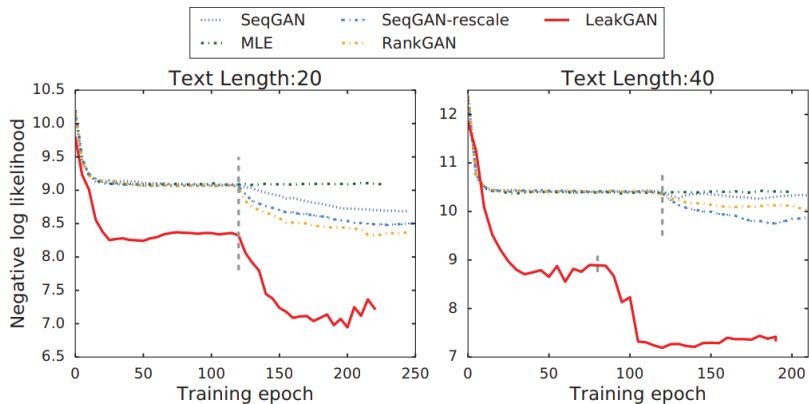 SeqGAN SeqGAN-rescale LeakGAN
MLE RankGAN
Text Length:20
10.5
10.0
9.5
9.0
8.5
8.0
7.5
7.0
6.5
0 50 100 150 200 250
Negative log likelihood
Training epoch
Text Length:40
12
11
10
9
8
7
0 50 100 150 200
Training epoch